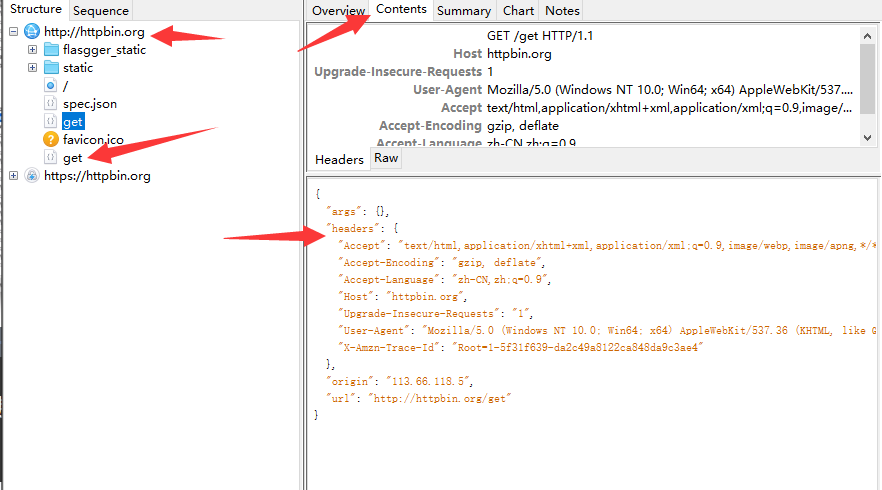 Structure Sequence
http://httpbin.org
flasgger_static
static
/
spec.json
get
favicon.ico
get
https://httpbin.org
Overview Contents Summary Chart Notes
GET /get HTTP/1.1
Host httpbin.org
Upgrade-Insecure-Requests 1
User-Agent Mozilla/5.0 (Windows NT 10.0; Win64; x64) AppleWebKit/537....
Accept text/html,application/xhtml+xml,application/xml;q=0.9,image/...
Accept-Encoding gzip, deflate
Accept-Language zh-CN,zh;q=0.9
Headers Raw
{
"args": {},
"headers": {
"Accept": "text/html,application/xhtml+xml,application/xml;q=0.9,image/webp,image/apng,*/*
"Accept-Encoding": "gzip, deflate",
"Accept-Language": "zh-CN,zh;q=0.9",
"Host": "httpbin.org",
"Upgrade-Insecure-Requests": "1",
"User-Agent": "Mozilla/5.0 (Windows NT 10.0; Win64; x64) AppleWebKit/537.36 (KHTML, like G
"X-Amzn-Trace-Id": "Root=1-5f31f639-da2c49a8122ca848da9c3ae4"
},
"origin": "113.66.118.5",
"url": "http://httpbin.org/get"
}